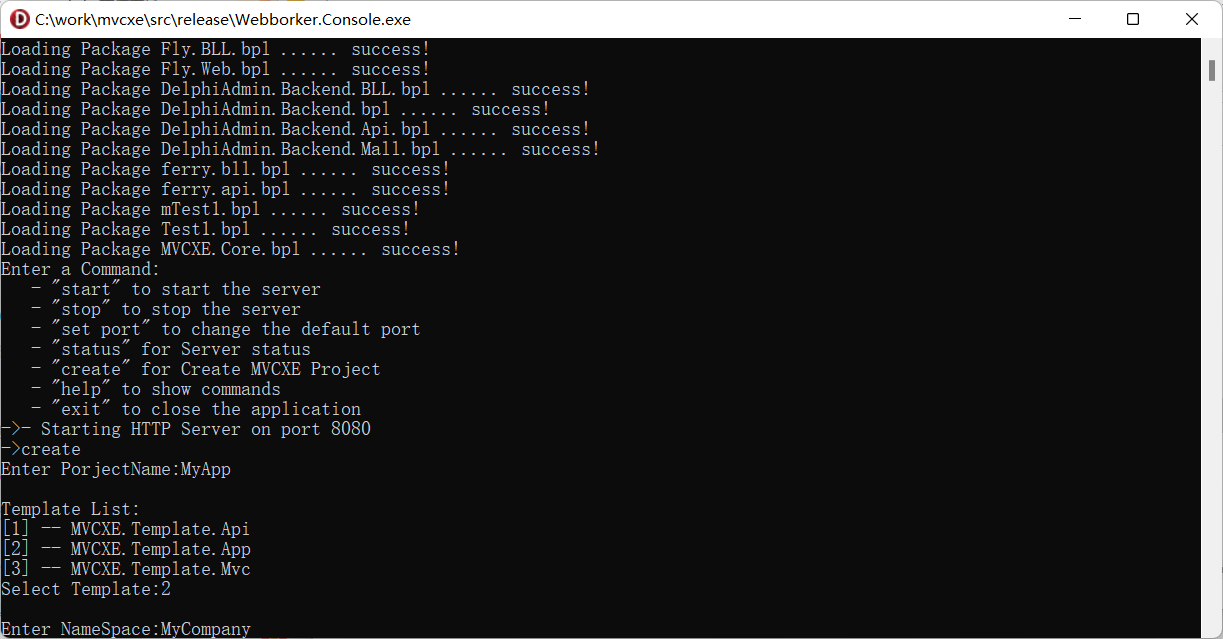 C:\work\mvcxe\src\release\Webborker.Console.exe
Loading Package Fly.BLL.bpl ...... success!
Loading Package Fly.Web.bpl ...... success!
Loading Package DelphiAdmin.Backend.BLL.bpl ...... success!
Loading Package DelphiAdmin.Backend.bpl ...... success!
Loading Package DelphiAdmin.Backend.Api.bpl ...... success!
Loading Package DelphiAdmin.Backend.Mall.bpl ...... success!
Loading Package ferry.bll.bpl ...... success!
Loading Package ferry.api.bpl ...... success!
Loading Package mTest1.bpl ...... success!
Loading Package Test1.bpl ...... success!
Loading Package MVCXE.Core.bpl ...... success!
Enter a Command:
   - "start" to start the server
   - "stop" to stop the server
   - "set port" to change the default port
   - "status" for Server status
   - "create" for Create MVCXE Project
   - "help" to show commands
   - "exit" to close the application
->- Starting HTTP Server on port 8080
->create
Enter PorjectName:MyApp
Template List:
[1] -- MVCXE.Template.Api
[2] -- MVCXE.Template.App
[3] -- MVCXE.Template.Mvc
Select Template:2
Enter NameSpace:MyCompany